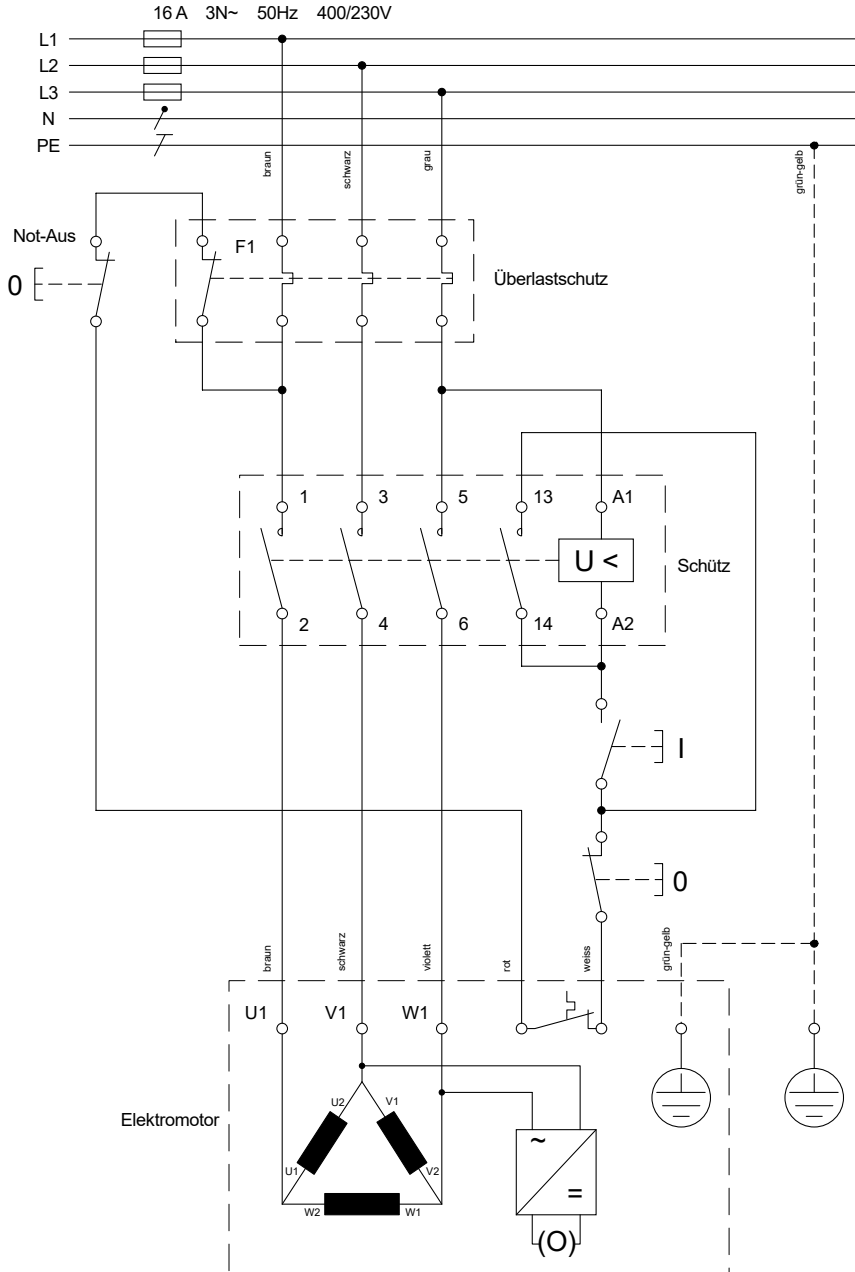 16 A 3N~ 50Hz 400/230V
L1
L2
L3
N
PE
braun
schwarz
grau
grün-gelb
Not-Aus
F1
0
Überlastschutz
1 3 5 13 A1
U <
Schütz
2 4 6 14 A2
I
0
braun
schwarz
violett
rot
weiss
grün-gelb
U1 V1 W1
U2 V1
Elektromotor
~
U1 V2
=
W2 W1
(O)